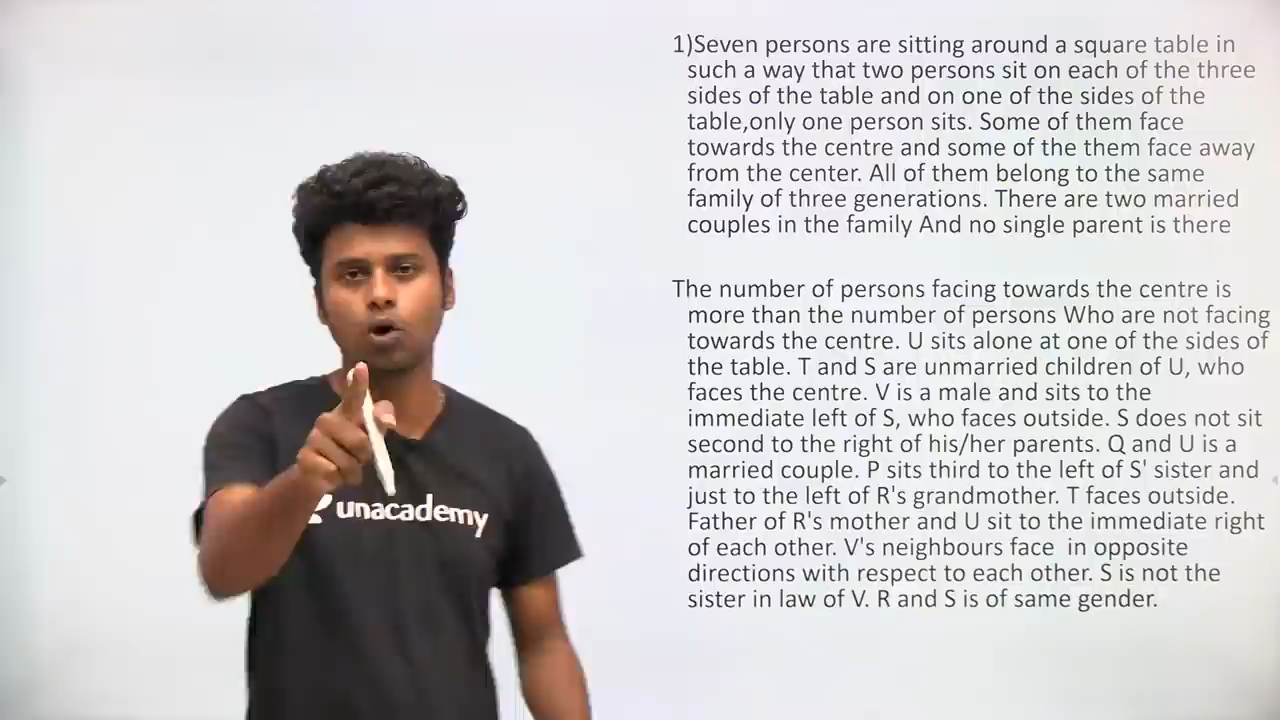 1)Seven persons are sitting around a square table in
such a way that two persons sit on each of the three
sides of the table and on one of the sides of the
table,only one person sits. Some of them face
towards the centre and some of the them face away
from the center. All of them belong to the same
family of three generations. There are two married
couples in the family And no single parent is there
The number of persons facing towards the centre is
more than the number of persons Who are not facing
towards the centre. U sits alone at one of the sides of
the table. T and S are unmarried children of U, who
faces the centre. V is a male and sits to the
immediate left of S, who faces outside. S does not sit
second to the right of his/her parents. Q and U is a
married couple. P sits third to the left of S' sister and
just to the left of R's grandmother. T faces outside.
Father of R's mother and U sit to the immediate right
of each other. V's neighbours face  in opposite
directions with respect to each other. S is not the
sister in law of V. R and S is of same gender.
unacademy